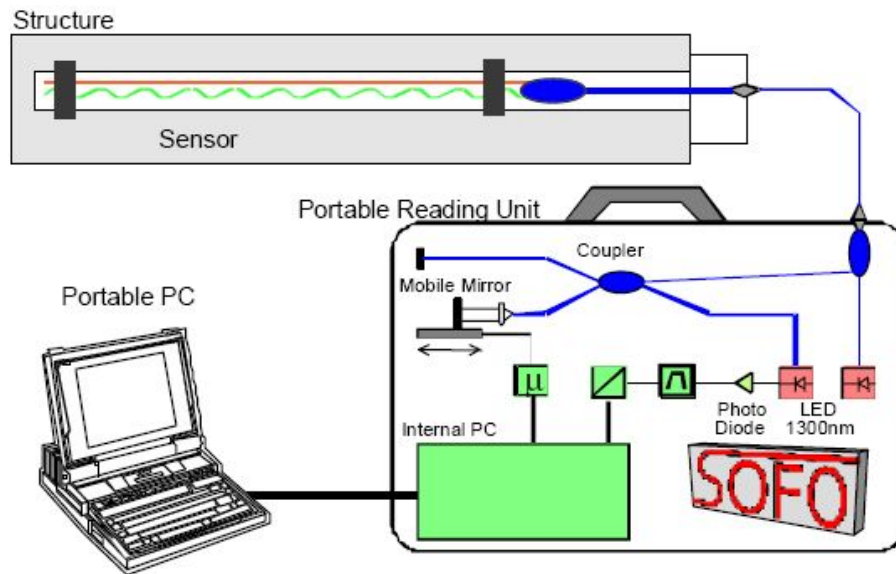 Structure
Sensor
Portable Reading Unit
Coupler
Mobile Mirror
Portable PC
μ
Photo
Diode
LED
1300nm
Internal PC
SOFO